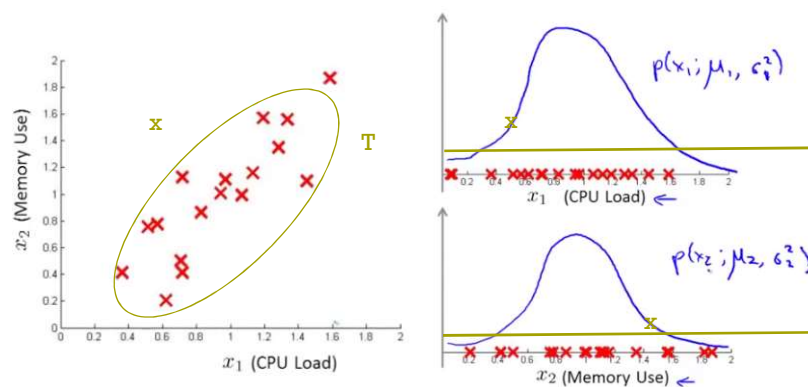 x₂ (Memory Use)
2
1.8
1.6
1.4
1.2
1
0.8
0.6
0.4
0.2
0
x
T
0 0.2 0.4 0.6 0.8 1 1.2 1.4 1.6 1.8 2
x₁ (CPU Load)
p(x₁; μ₁, σ₁²)
x
0 0.2 0.4 0.6 0.8 1 1.2 1.4 1.6 1.8 2
x₁ (CPU Load) ←
p(x₂; μ₂, σ₂²)
x
0 0.2 0.4 0.6 0.8 1 1.2 1.4 1.6 1.8 2
x₂ (Memory Use) ←